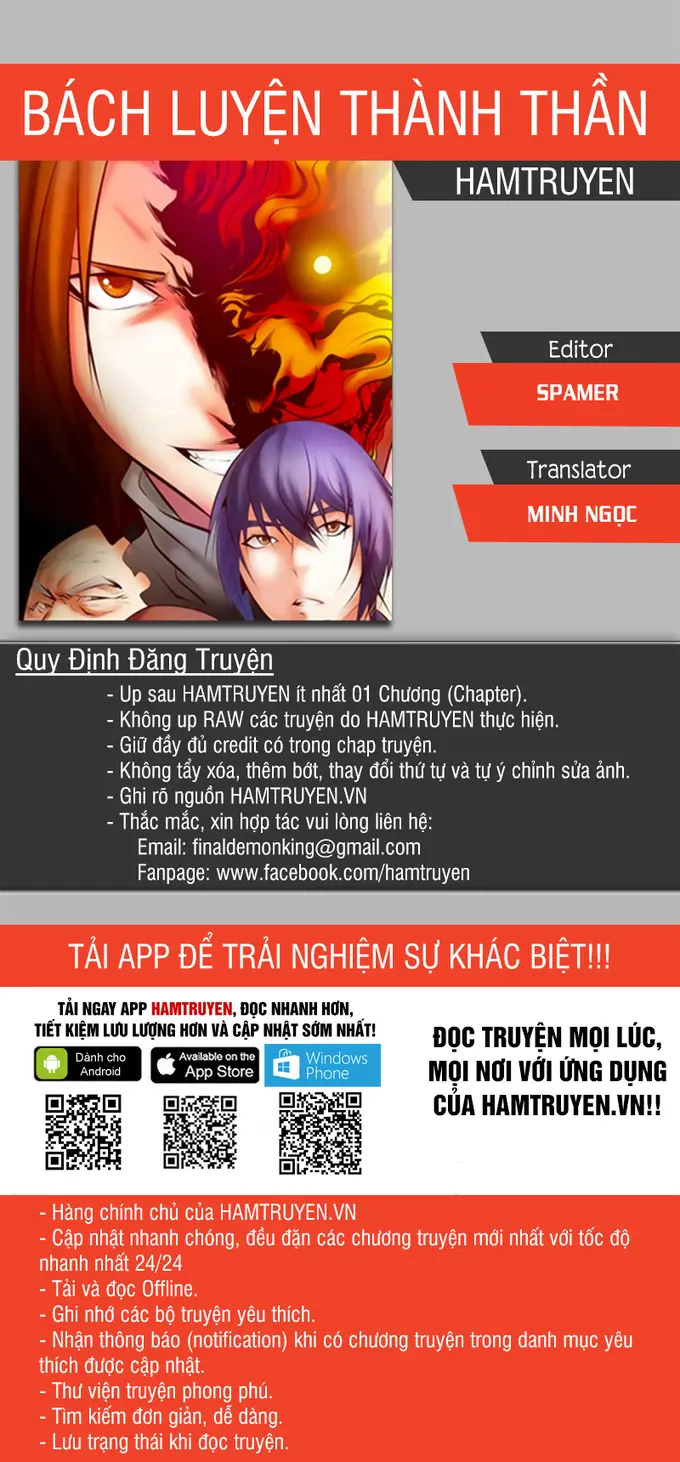 BÁCH LUYỆN THÀNH THẦN
HAMTRUYEN
Editor
SPAMER
Translator
MINH NGỌC
Quy Định Đăng Truyện
- Up sau HAMTRUYEN ít nhất 01 Chương (Chapter).
- Không up RAW các truyện do HAMTRUYEN thực hiện.
- Giữ đầy đủ credit có trong chap truyện.
- Không tẩy xóa, thêm bớt, thay đổi thứ tự và tự ý chỉnh sửa ảnh.
- Ghi rõ nguồn HAMTRUYEN.VN
- Thắc mắc, xin hợp tác vui lòng liên hệ:
Email: finaldemonking@gmail.com
Fanpage: www.facebook.com/hamtruyen
TẢI APP ĐỂ TRẢI NGHIỆM SỰ KHÁC BIỆT!!!
TẢI NGAY APP HAMTRUYEN, ĐỌC NHANH HƠN,
TIẾT KIỆM LƯU LƯỢNG HƠN VÀ CẬP NHẬT SỚM NHẤT!
Dành cho
Android
Available on the
App Store
Windows
Phone
ĐỌC TRUYỆN MỌI LÚC,
MỌI NƠI VỚI ỨNG DỤNG
CỦA HAMTRUYEN.VN!!
- Hàng chính chủ của HAMTRUYEN.VN
- Cập nhật nhanh chóng, đều đặn các chương truyện mới nhất với tốc độ
nhanh nhất 24/24
- Tải và đọc Offline.
- Ghi nhớ các bộ truyện yêu thích.
- Nhận thông báo (notification) khi có chương truyện trong danh mục yêu
thích được cập nhật.
- Thư viện truyện phong phú.
- Tìm kiếm đơn giản, dễ dàng.
- Lưu trạng thái khi đọc truyện.